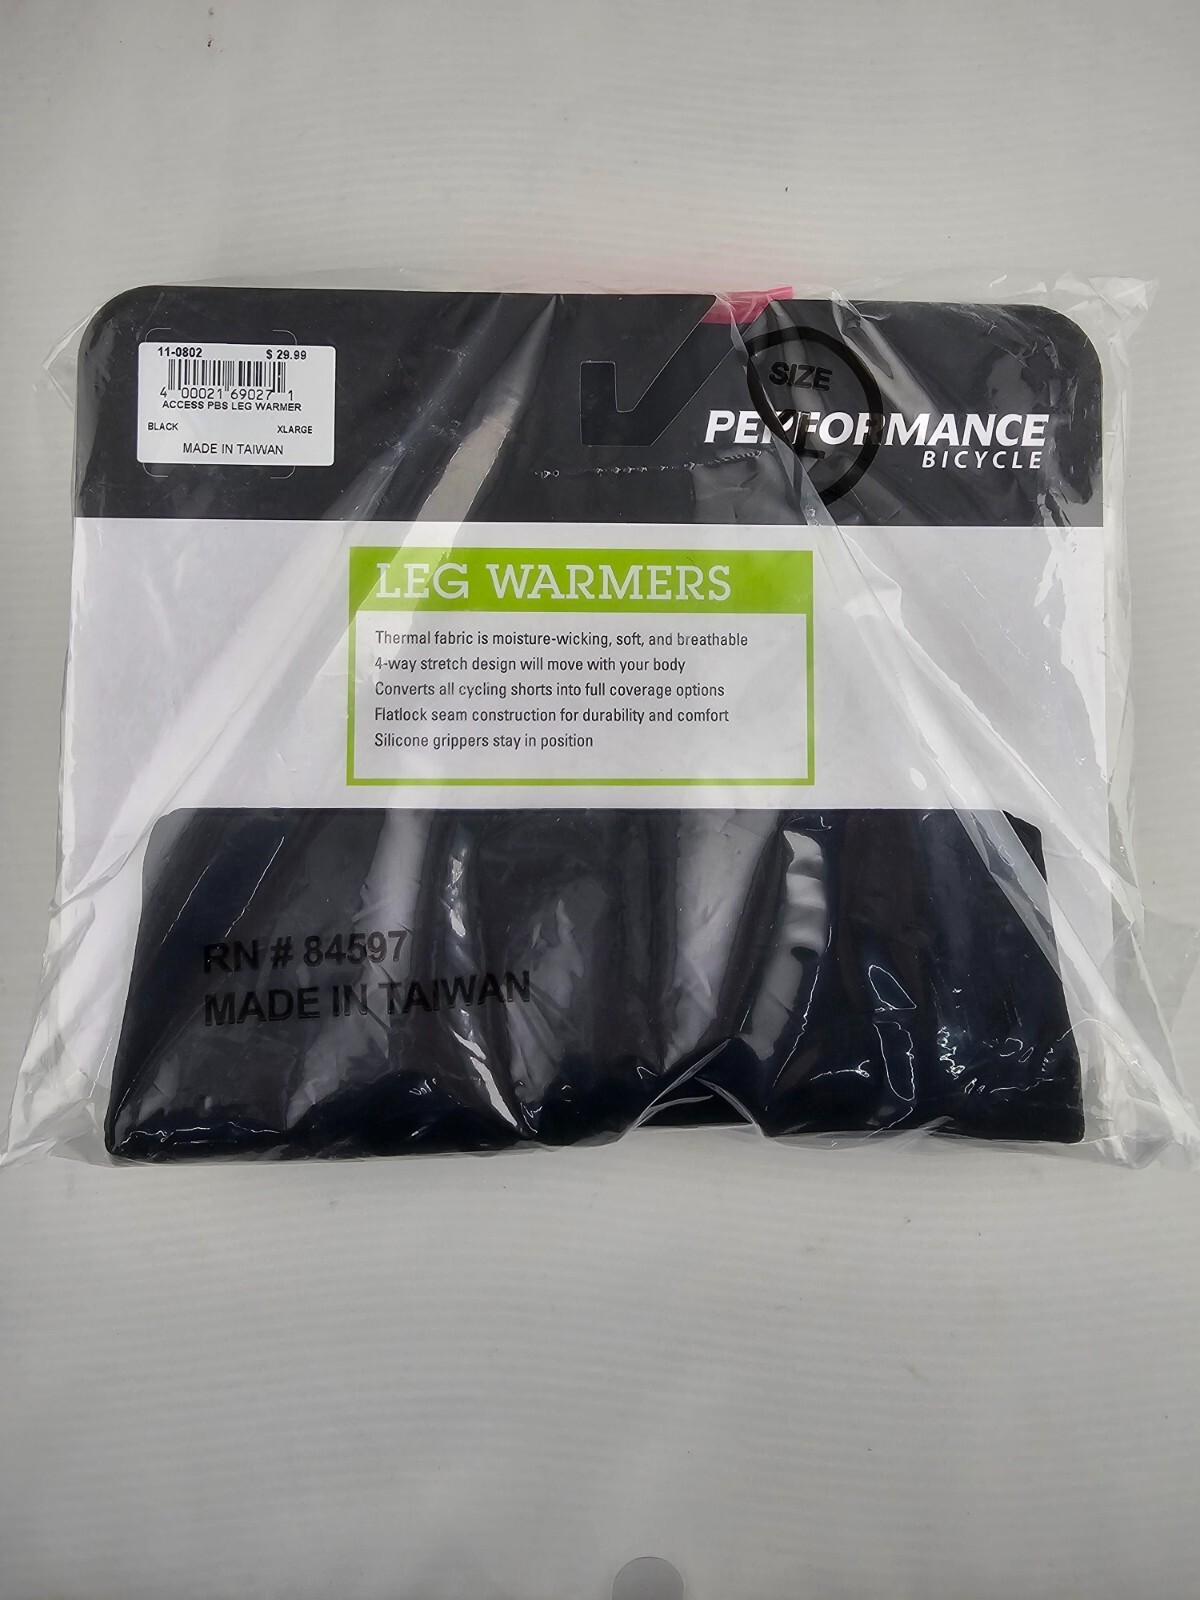 11-0802 $ 29.99
4 00021 69027 1
ACCESS PBS LEG WARMER
BLACK XLARGE
MADE IN TAIWAN
SIZE
PERFORMANCE
BICYCLE
LEG WARMERS
Thermal fabric is moisture-wicking, soft, and breathable
4-way stretch design will move with your body
Converts all cycling shorts into full coverage options
Flatlock seam construction for durability and comfort
Silicone grippers stay in position
RN # 84597
MADE IN TAIWAN